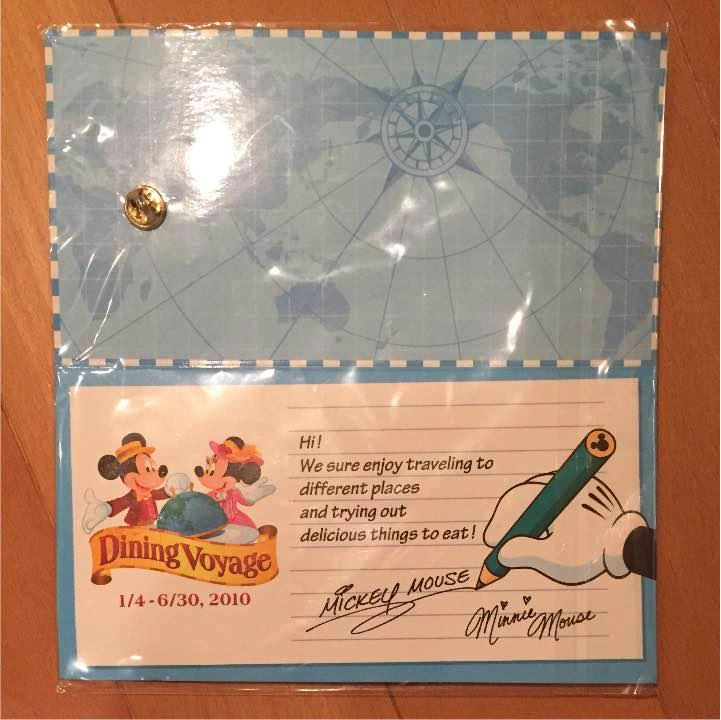 Hi!
We sure enjoy traveling to
different places
and trying out
delicious things to eat!
Dining Voyage
1/4-6/30, 2010
MICKEY MOUSE
Minnie Mouse